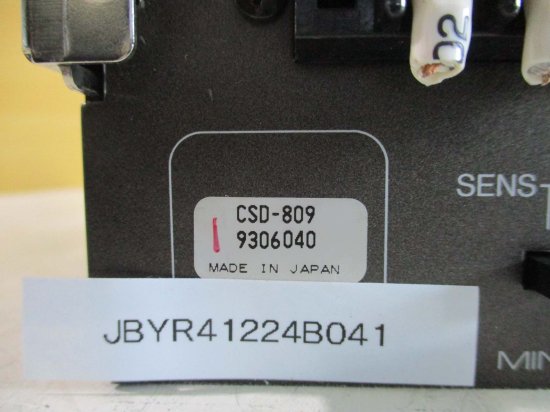 02
SENS
CSD-809
9306040
MADE IN JAPAN
JBYR41224B041
MIN